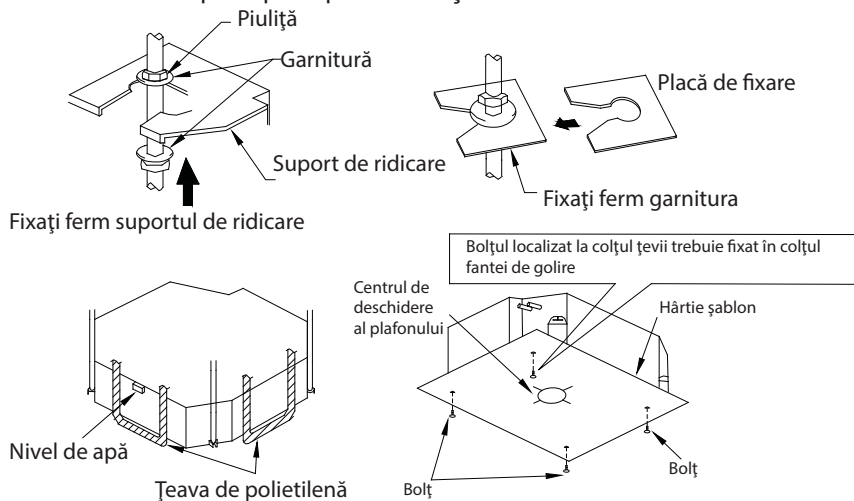 Piuliţă
Garnitură
Suport de ridicare
Fixaţi ferm suportul de ridicare
Placă de fixare
Fixaţi ferm garnitura
Nivel de apă
Ţeava de polietilenă
Bolţul localizat la colţul ţevii trebuie fixat în colţul
fantei de golire
Centrul de
deschidere
al plafonului
Hârtie şablon
Bolţ
Bolţ